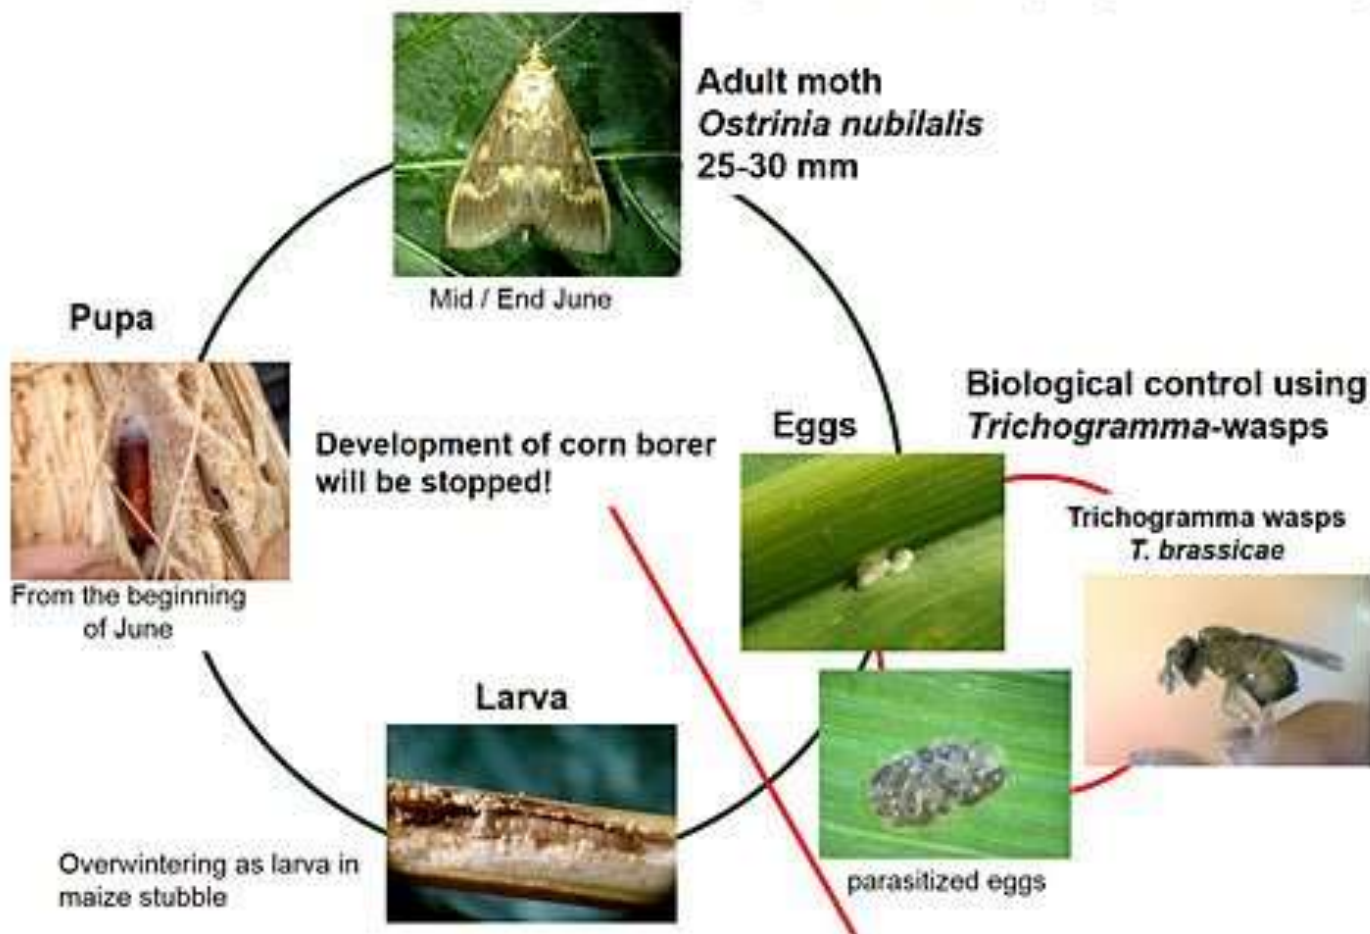 Adult moth
Ostrinia nubilalis
25-30 mm
Mid / End June
Pupa
From the beginning
of June
Development of corn borer
will be stopped!
Eggs
Biological control using
Trichogramma-wasps
Trichogramma wasps
T. brassicae
parasitized eggs
Larva
Overwintering as larva in
maize stubble